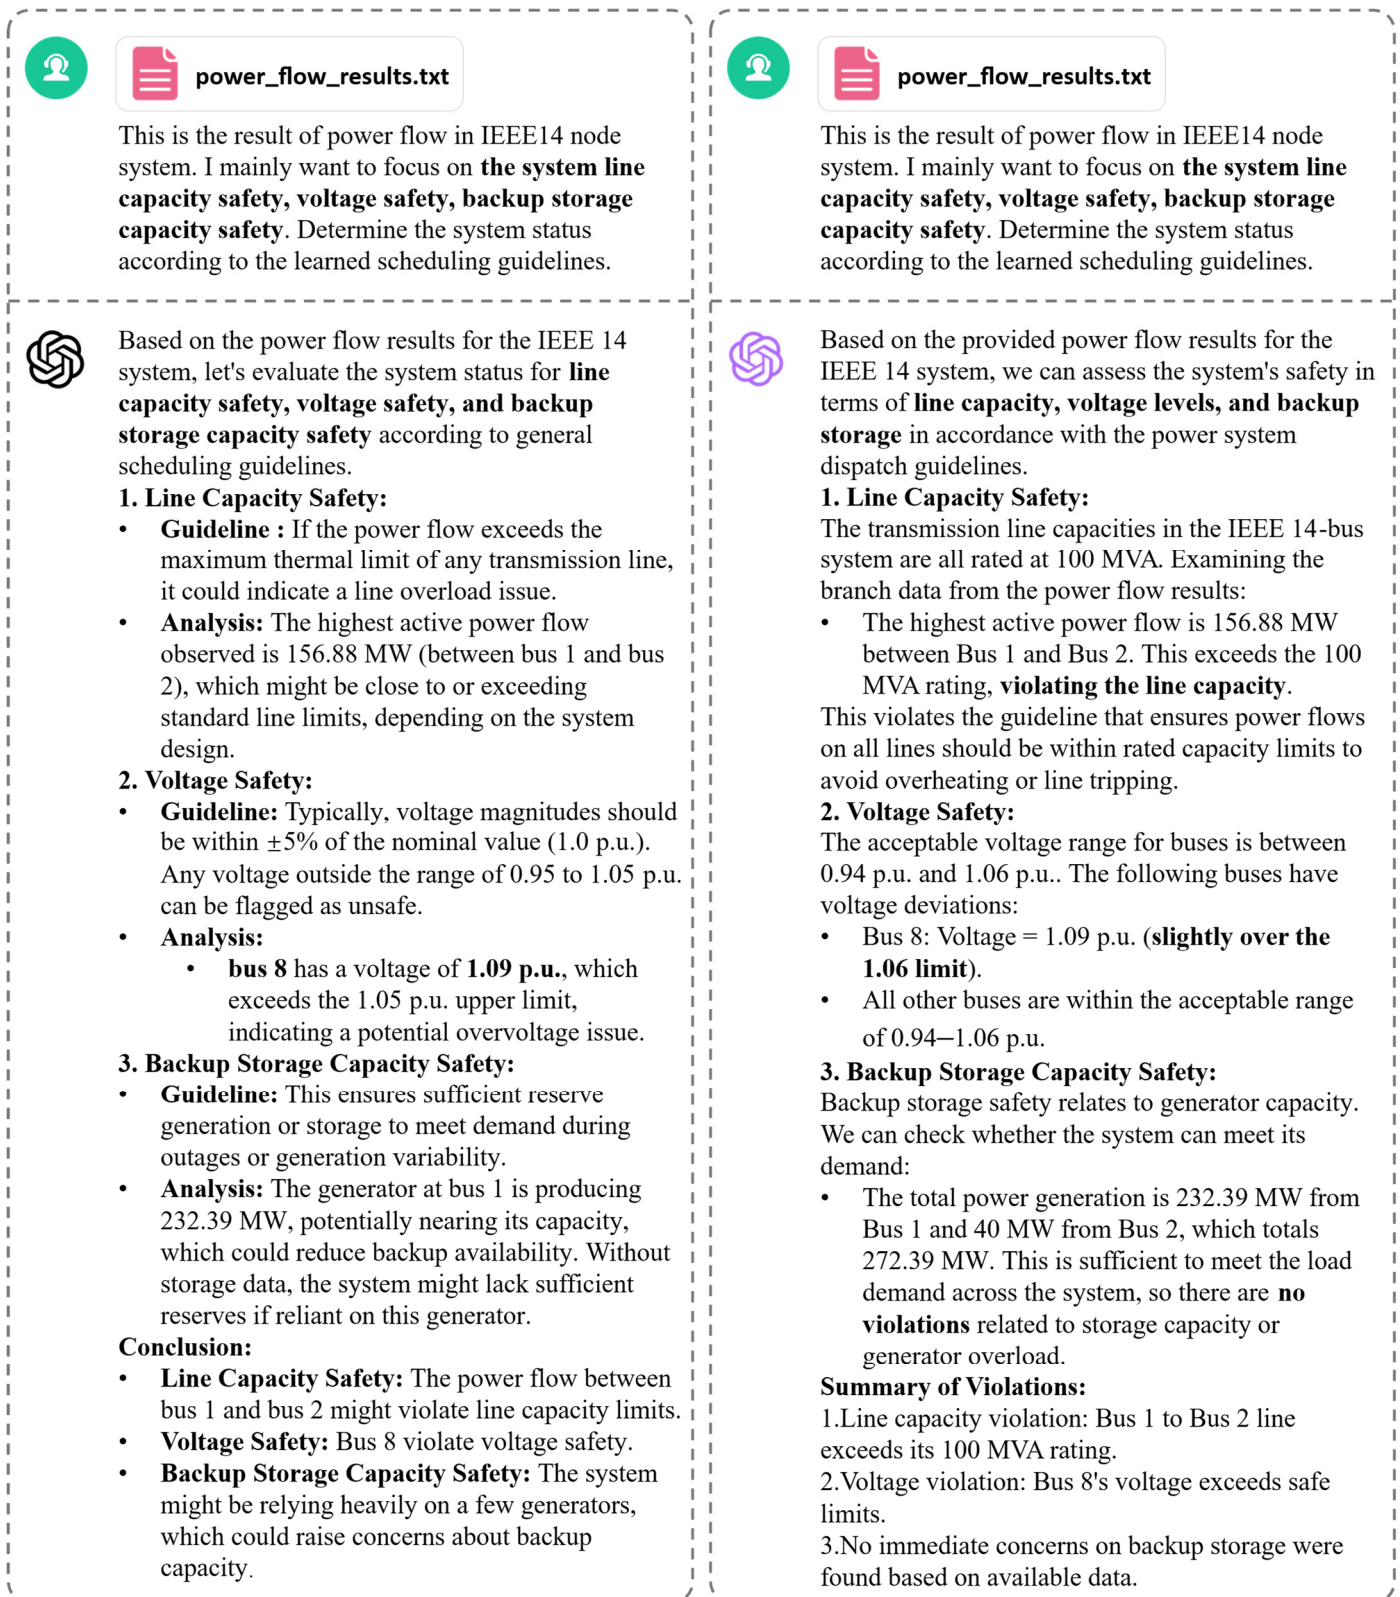 power_flow_results.txt
This is the result of power flow in IEEE14 node
system. I mainly want to focus on the system line
capacity safety, voltage safety, backup storage
capacity safety. Determine the system status
according to the learned scheduling guidelines.
Based on the power flow results for the IEEE 14
system, let's evaluate the system status for line
capacity safety, voltage safety, and backup
storage capacity safety according to general
scheduling guidelines.
1. Line Capacity Safety:
• Guideline : If the power flow exceeds the
maximum thermal limit of any transmission line,
it could indicate a line overload issue.
• Analysis: The highest active power flow
observed is 156.88 MW (between bus 1 and bus
2), which might be close to or exceeding
standard line limits, depending on the system
design.
2. Voltage Safety:
• Guideline: Typically, voltage magnitudes should
be within ±5% of the nominal value (1.0 p.u.).
Any voltage outside the range of 0.95 to 1.05 p.u.
can be flagged as unsafe.
• Analysis:
• bus 8 has a voltage of 1.09 p.u., which
exceeds the 1.05 p.u. upper limit,
indicating a potential overvoltage issue.
3. Backup Storage Capacity Safety:
• Guideline: This ensures sufficient reserve
generation or storage to meet demand during
outages or generation variability.
• Analysis: The generator at bus 1 is producing
232.39 MW, potentially nearing its capacity,
which could reduce backup availability. Without
storage data, the system might lack sufficient
reserves if reliant on this generator.
Conclusion:
• Line Capacity Safety: The power flow between
bus 1 and bus 2 might violate line capacity limits.
• Voltage Safety: Bus 8 violate voltage safety.
• Backup Storage Capacity Safety: The system
might be relying heavily on a few generators,
which could raise concerns about backup
capacity.
power_flow_results.txt
This is the result of power flow in IEEE14 node
system. I mainly want to focus on the system line
capacity safety, voltage safety, backup storage
capacity safety. Determine the system status
according to the learned scheduling guidelines.
Based on the provided power flow results for the
IEEE 14 system, we can assess the system's safety in
terms of line capacity, voltage levels, and backup
storage in accordance with the power system
dispatch guidelines.
1. Line Capacity Safety:
The transmission line capacities in the IEEE 14-bus
system are all rated at 100 MVA. Examining the
branch data from the power flow results:
• The highest active power flow is 156.88 MW
between Bus 1 and Bus 2. This exceeds the 100
MVA rating, violating the line capacity.
This violates the guideline that ensures power flows
on all lines should be within rated capacity limits to
avoid overheating or line tripping.
2. Voltage Safety:
The acceptable voltage range for buses is between
0.94 p.u. and 1.06 p.u.. The following buses have
voltage deviations:
• Bus 8: Voltage = 1.09 p.u. (slightly over the
1.06 limit).
• All other buses are within the acceptable range
of 0.94–1.06 p.u.
3. Backup Storage Capacity Safety:
Backup storage safety relates to generator capacity.
We can check whether the system can meet its
demand:
• The total power generation is 232.39 MW from
Bus 1 and 40 MW from Bus 2, which totals
272.39 MW. This is sufficient to meet the load
demand across the system, so there are no
violations related to storage capacity or
generator overload.
Summary of Violations:
1.Line capacity violation: Bus 1 to Bus 2 line
exceeds its 100 MVA rating.
2.Voltage violation: Bus 8's voltage exceeds safe
limits.
3.No immediate concerns on backup storage were
found based on available data.